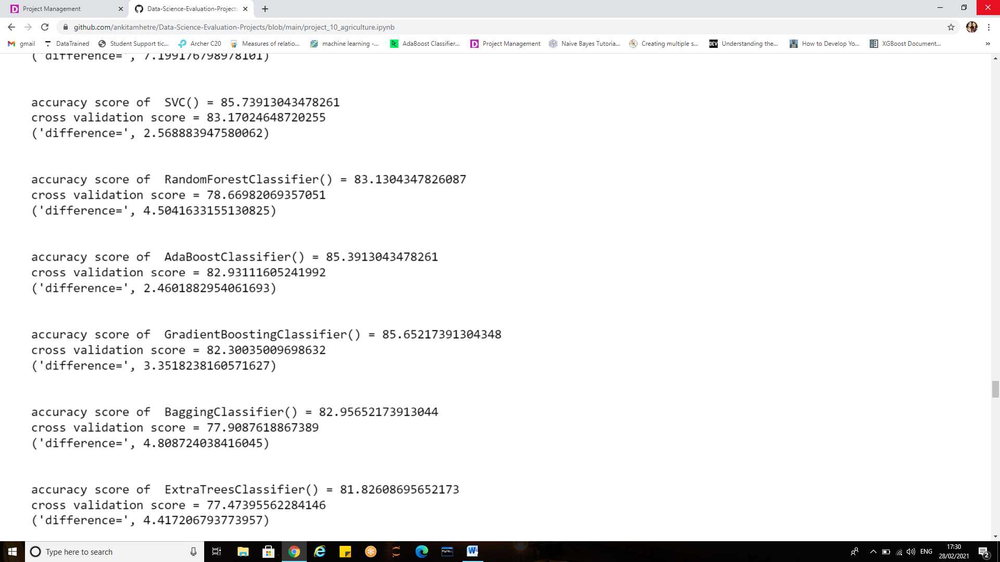 Project Management
Data-Science-Evaluation-Projects
github.com/ankitamhetre/Data-Science-Evaluation-Projects/blob/main/project_10_agriculture.ipynb
gmail
DataTrained
Student Support tic...
Archer C20
Measures of relatio...
machine learning -...
AdaBoost Classifier...
Project Management
Naive Bayes Tutoria...
Creating multiple s...
DEV Understanding the...
How to Develop Yo...
XGBoost Document...
('difference=', 7.199176798978101)
accuracy score of  SVC() = 85.73913043478261
cross validation score = 83.17024648720255
('difference=', 2.568883947580062)
accuracy score of  RandomForestClassifier() = 83.1304347826087
cross validation score = 78.66982069357051
('difference=', 4.5041633155130825)
accuracy score of  AdaBoostClassifier() = 85.3913043478261
cross validation score = 82.93111605241992
('difference=', 2.4601882954061693)
accuracy score of  GradientBoostingClassifier() = 85.65217391304348
cross validation score = 82.30035009698632
('difference=', 3.3518238160571627)
accuracy score of  BaggingClassifier() = 82.95652173913044
cross validation score = 77.9087618867389
('difference=', 4.808724038416045)
accuracy score of  ExtraTreesClassifier() = 81.82608695652173
cross validation score = 77.47395562284146
('difference=', 4.417206793773957)
Type here to search
MySQL
ENG
17:30
28/02/2021
2